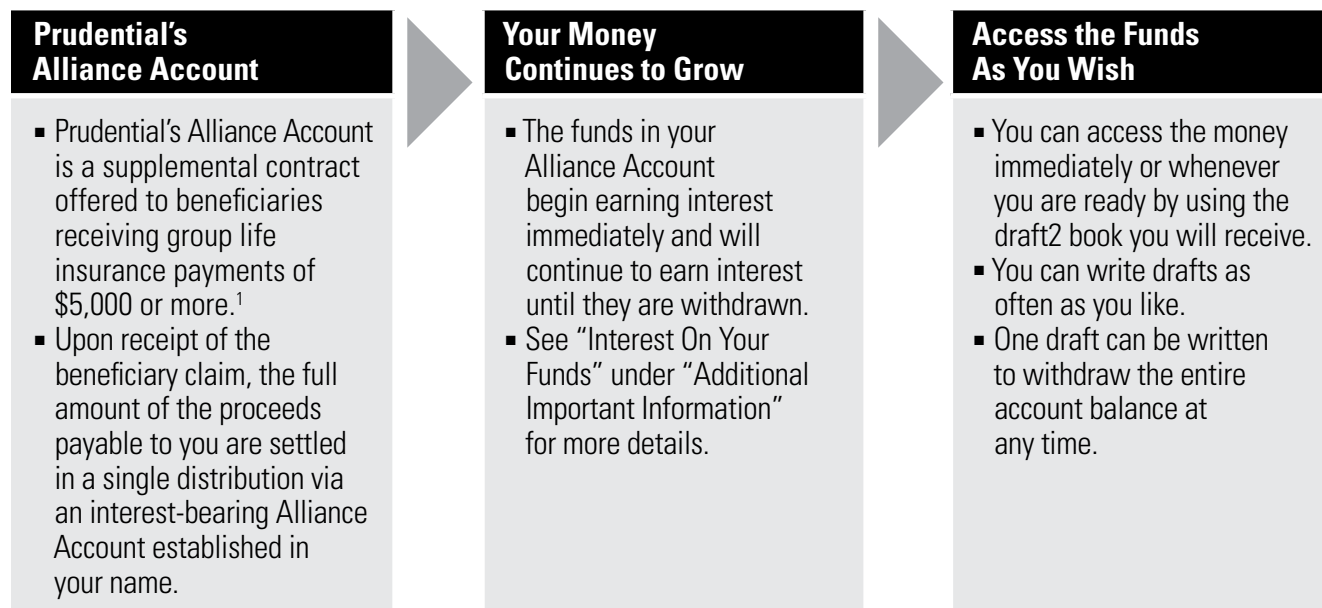 Prudential's
Alliance Account
■ Prudential's Alliance Account
is a supplemental contract
offered to beneficiaries
receiving group life
insurance payments of
$5,000 or more.¹
■ Upon receipt of the
beneficiary claim, the full
amount of the proceeds
payable to you are settled
in a single distribution via
an interest-bearing Alliance
Account established in
your name.
Your Money
Continues to Grow
■ The funds in your
Alliance Account
begin earning interest
immediately and will
continue to earn interest
until they are withdrawn.
■ See “Interest On Your
Funds” under “Additional
Important Information”
for more details.
Access the Funds
As You Wish
■ You can access the money
immediately or whenever
you are ready by using the
draft2 book you will receive.
■ You can write drafts as
often as you like.
■ One draft can be written
to withdraw the entire
account balance at
any time.